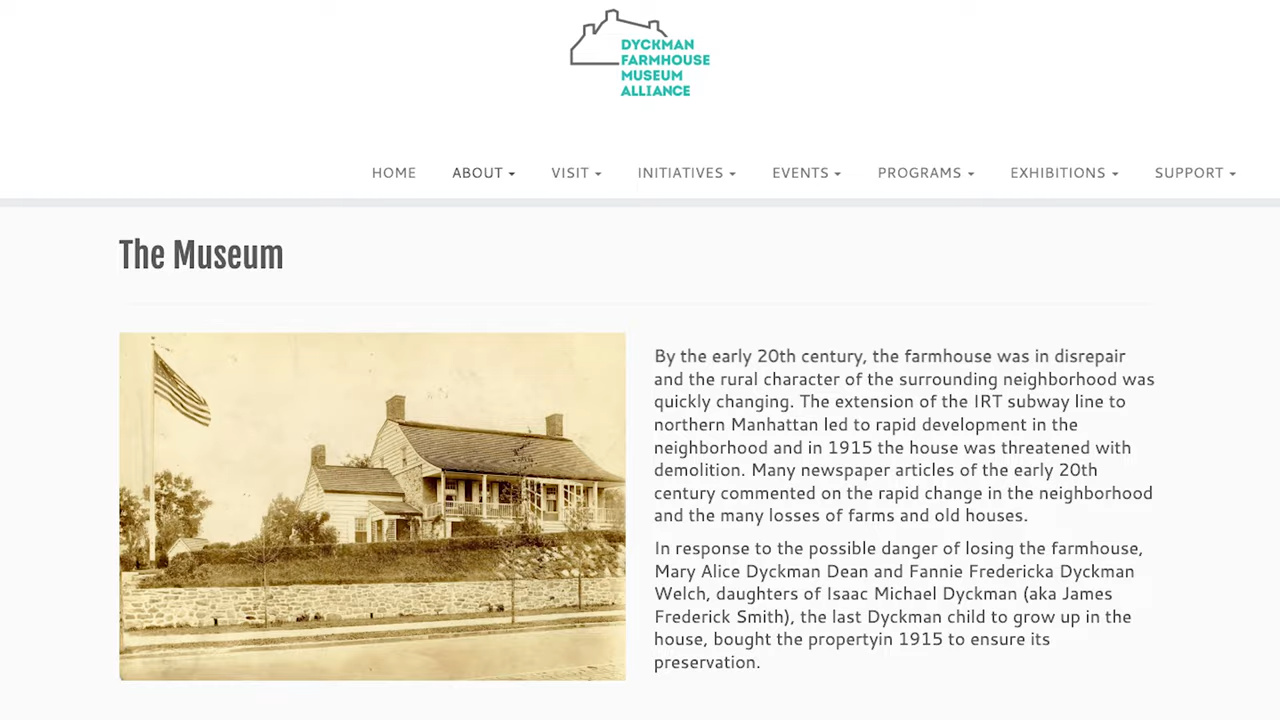 DYCKMAN
FARMHOUSE
MUSEUM
ALLIANCE
HOME ABOUT VISIT INITIATIVES EVENTS PROGRAMS EXHIBITIONS SUPPORT
The Museum
By the early 20th century, the farmhouse was in disrepair
and the rural character of the surrounding neighborhood was
quickly changing. The extension of the IRT subway line to
northern Manhattan led to rapid development in the
neighborhood and in 1915 the house was threatened with
demolition. Many newspaper articles of the early 20th
century commented on the rapid change in the neighborhood
and the many losses of farms and old houses.
In response to the possible danger of losing the farmhouse,
Mary Alice Dyckman Dean and Fannie Fredericka Dyckman
Welch, daughters of Isaac Michael Dyckman (aka James
Frederick Smith), the last Dyckman child to grow up in the
house, bought the propertyin 1915 to ensure its
preservation.